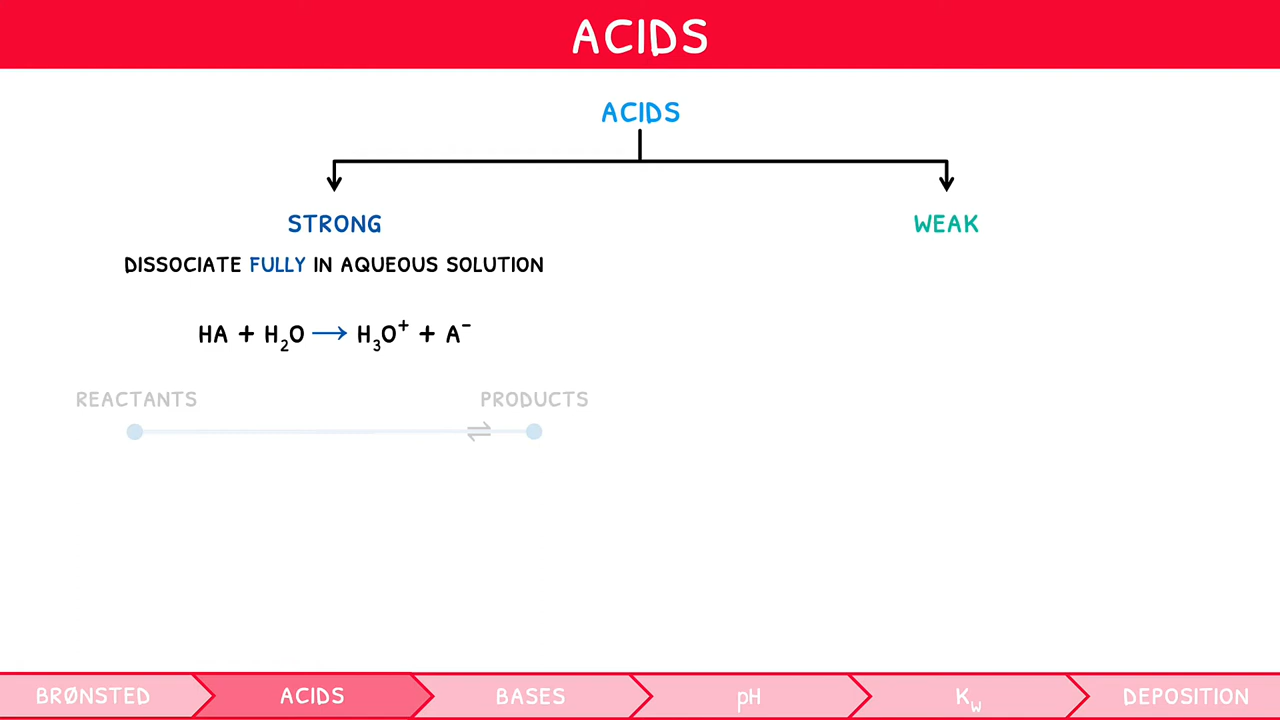 ACIDS
ACIDS
STRONG
WEAK
DISSOCIATE FULLY IN AQUEOUS SOLUTION
HA + H₂O ⟶ H₃O⁺ + A⁻
REACTANTS
PRODUCTS
⇌
BRØNSTED
ACIDS
BASES
pH
K_w
DEPOSITION